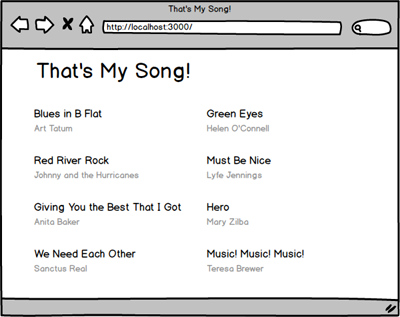 That's My Song!
http://localhost:3000/
That's My Song!
Blues in B Flat
Art Tatum
Green Eyes
Helen O'Connell
Red River Rock
Johnny and the Hurricanes
Must Be Nice
Lyfe Jennings
Giving You the Best That I Got
Anita Baker
Hero
Mary Zilba
We Need Each Other
Sanctus Real
Music! Music! Music!
Teresa Brewer